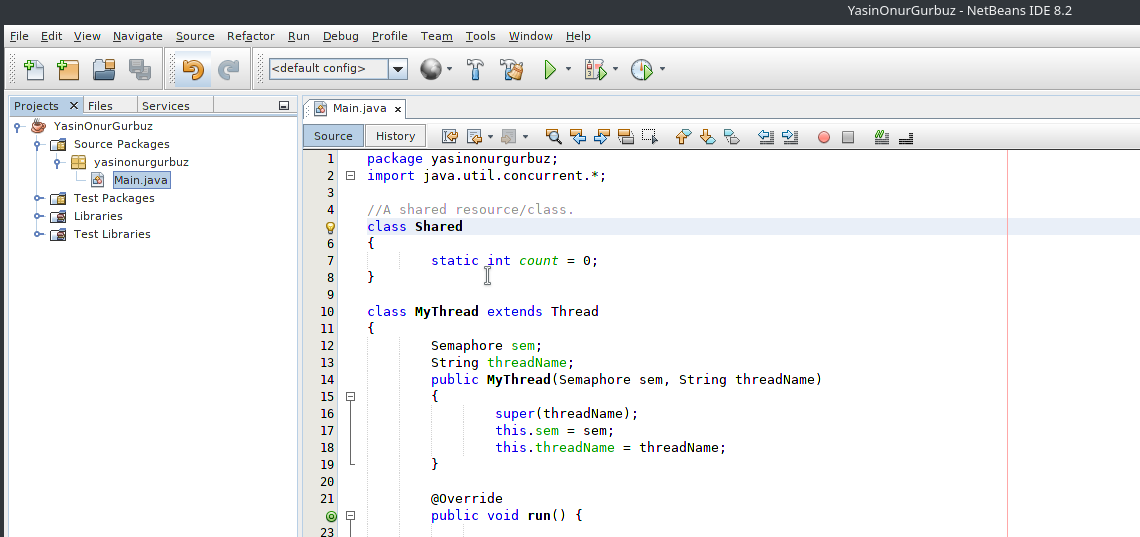 YasinOnurGurbuz - NetBeans IDE 8.2
File Edit View Navigate Source Refactor Run Debug Profile Team Tools Window Help
<default config>
Projects Files Services
YasinOnurGurbuz
Source Packages
yasinonurgurbuz
Main.java
Test Packages
Libraries
Test Libraries
Main.java
Source History
1 package yasinonurgurbuz;
2 import java.util.concurrent.*;
3
4 //A shared resource/class.
class Shared
6 {
7 static int count = 0;
8 }
9
10 class MyThread extends Thread
11 {
12 Semaphore sem;
13 String threadName;
14 public MyThread(Semaphore sem, String threadName)
15 {
16 super(threadName);
17 this.sem = sem;
18 this.threadName = threadName;
19 }
20
21 @Override
public void run() {
23